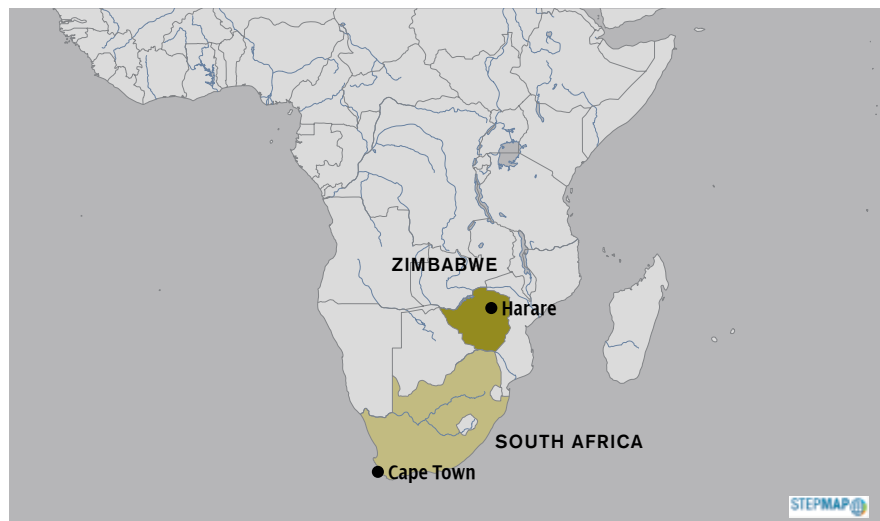 ZIMBABWE
Harare
SOUTH AFRICA
Cape Town
STEPMAP